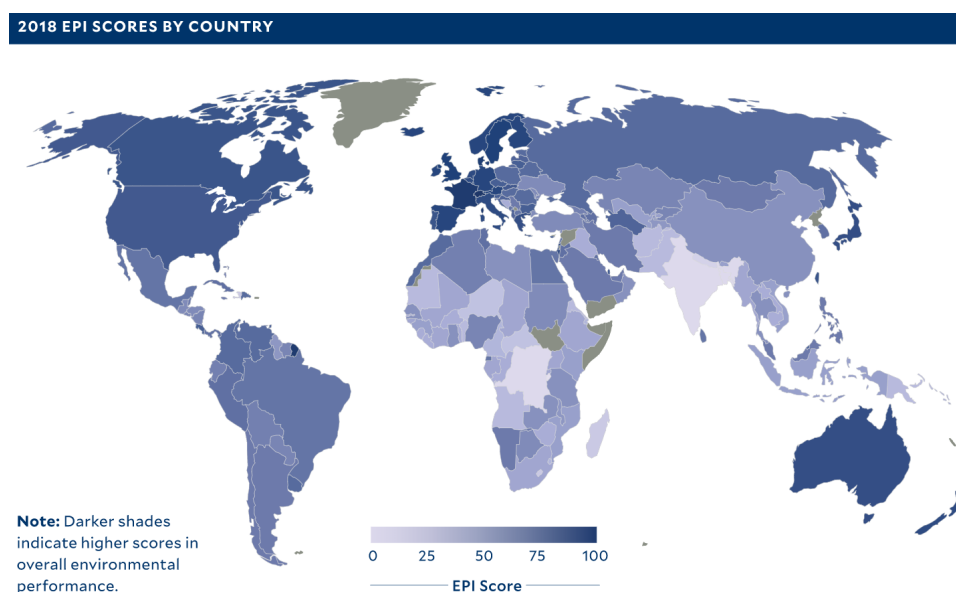 2018 EPI SCORES BY COUNTRY
Note: Darker shades
indicate higher scores in
overall environmental
performance.
0 25 50 75 100
EPI Score